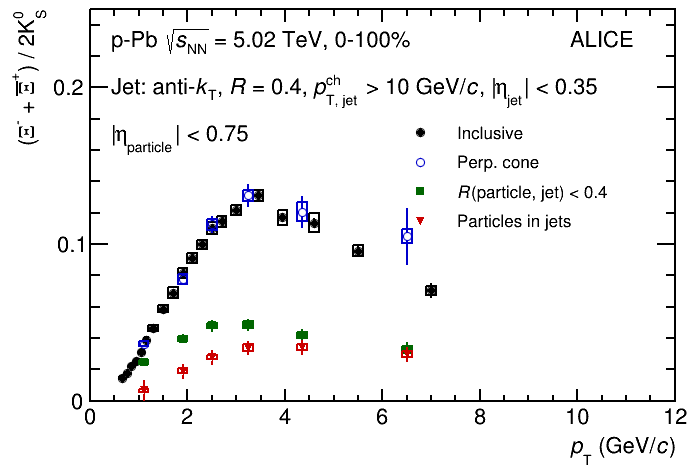 p-Pb √s_NN = 5.02 TeV, 0-100%
ALICE
Jet: anti-k_T, R = 0.4, p^ch_T, jet > 10 GeV/c, |η_jet| < 0.35
|η_particle| < 0.75
Inclusive
Perp. cone
R(particle, jet) < 0.4
Particles in jets
(Ξ^- + Ξ̅^+) / 2K^0_S
0.2
0.1
0
0 2 4 6 8 10 12
p_T (GeV/c)